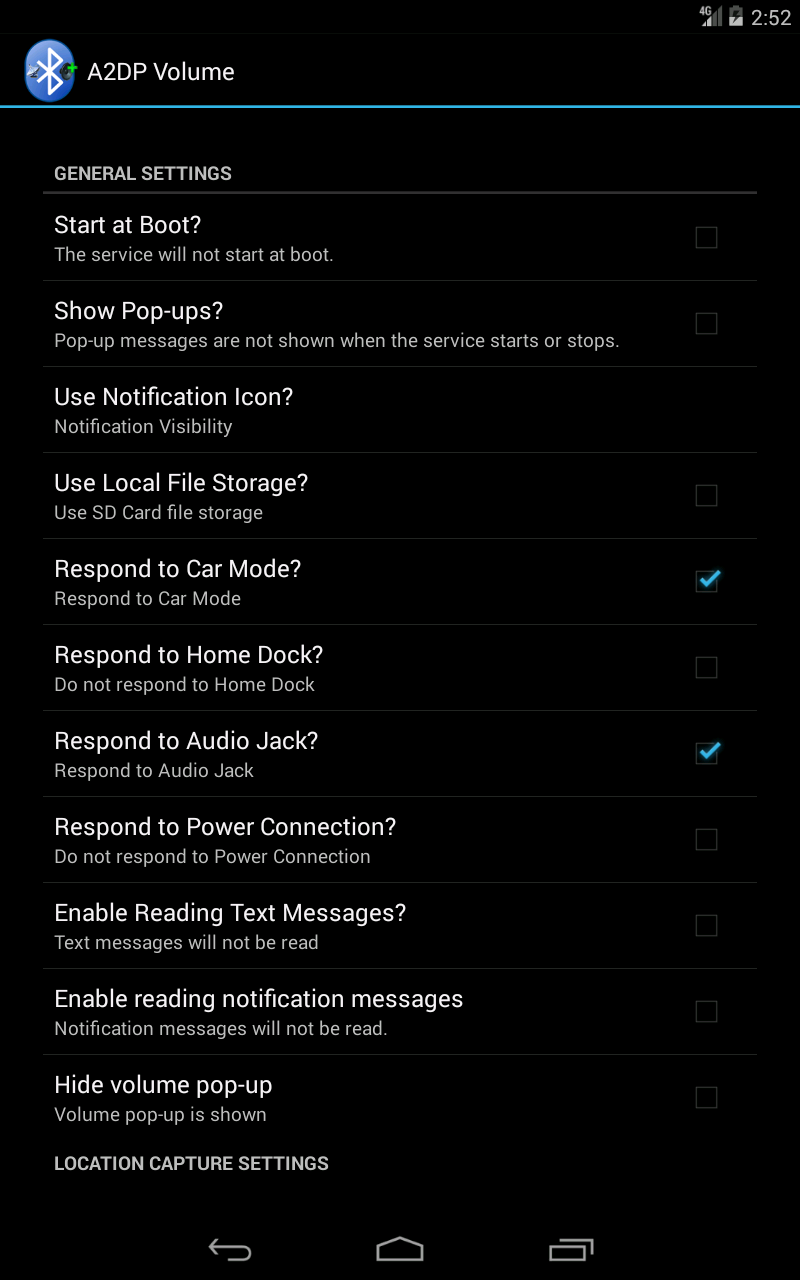 4G 2:52
A2DP Volume
GENERAL SETTINGS
Start at Boot?
The service will not start at boot.
Show Pop-ups?
Pop-up messages are not shown when the service starts or stops.
Use Notification Icon?
Notification Visibility
Use Local File Storage?
Use SD Card file storage
Respond to Car Mode?
Respond to Car Mode
Respond to Home Dock?
Do not respond to Home Dock
Respond to Audio Jack?
Respond to Audio Jack
Respond to Power Connection?
Do not respond to Power Connection
Enable Reading Text Messages?
Text messages will not be read
Enable reading notification messages
Notification messages will not be read.
Hide volume pop-up
Volume pop-up is shown
LOCATION CAPTURE SETTINGS